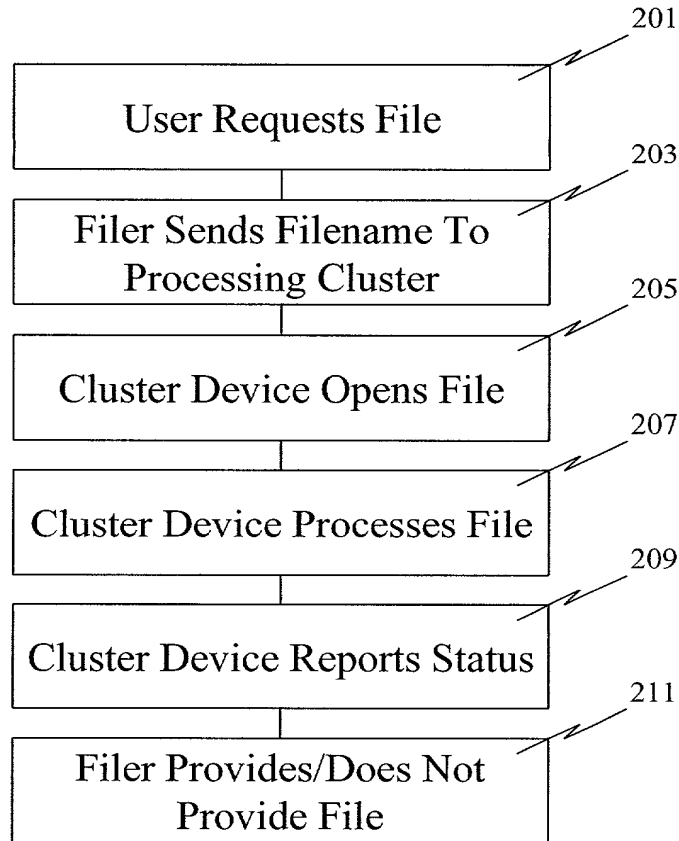 201
User Requests File
203
Filer Sends Filename To
Processing Cluster
205
Cluster Device Opens File
207
Cluster Device Processes File
209
Cluster Device Reports Status
211
Filer Provides/Does Not
Provide File